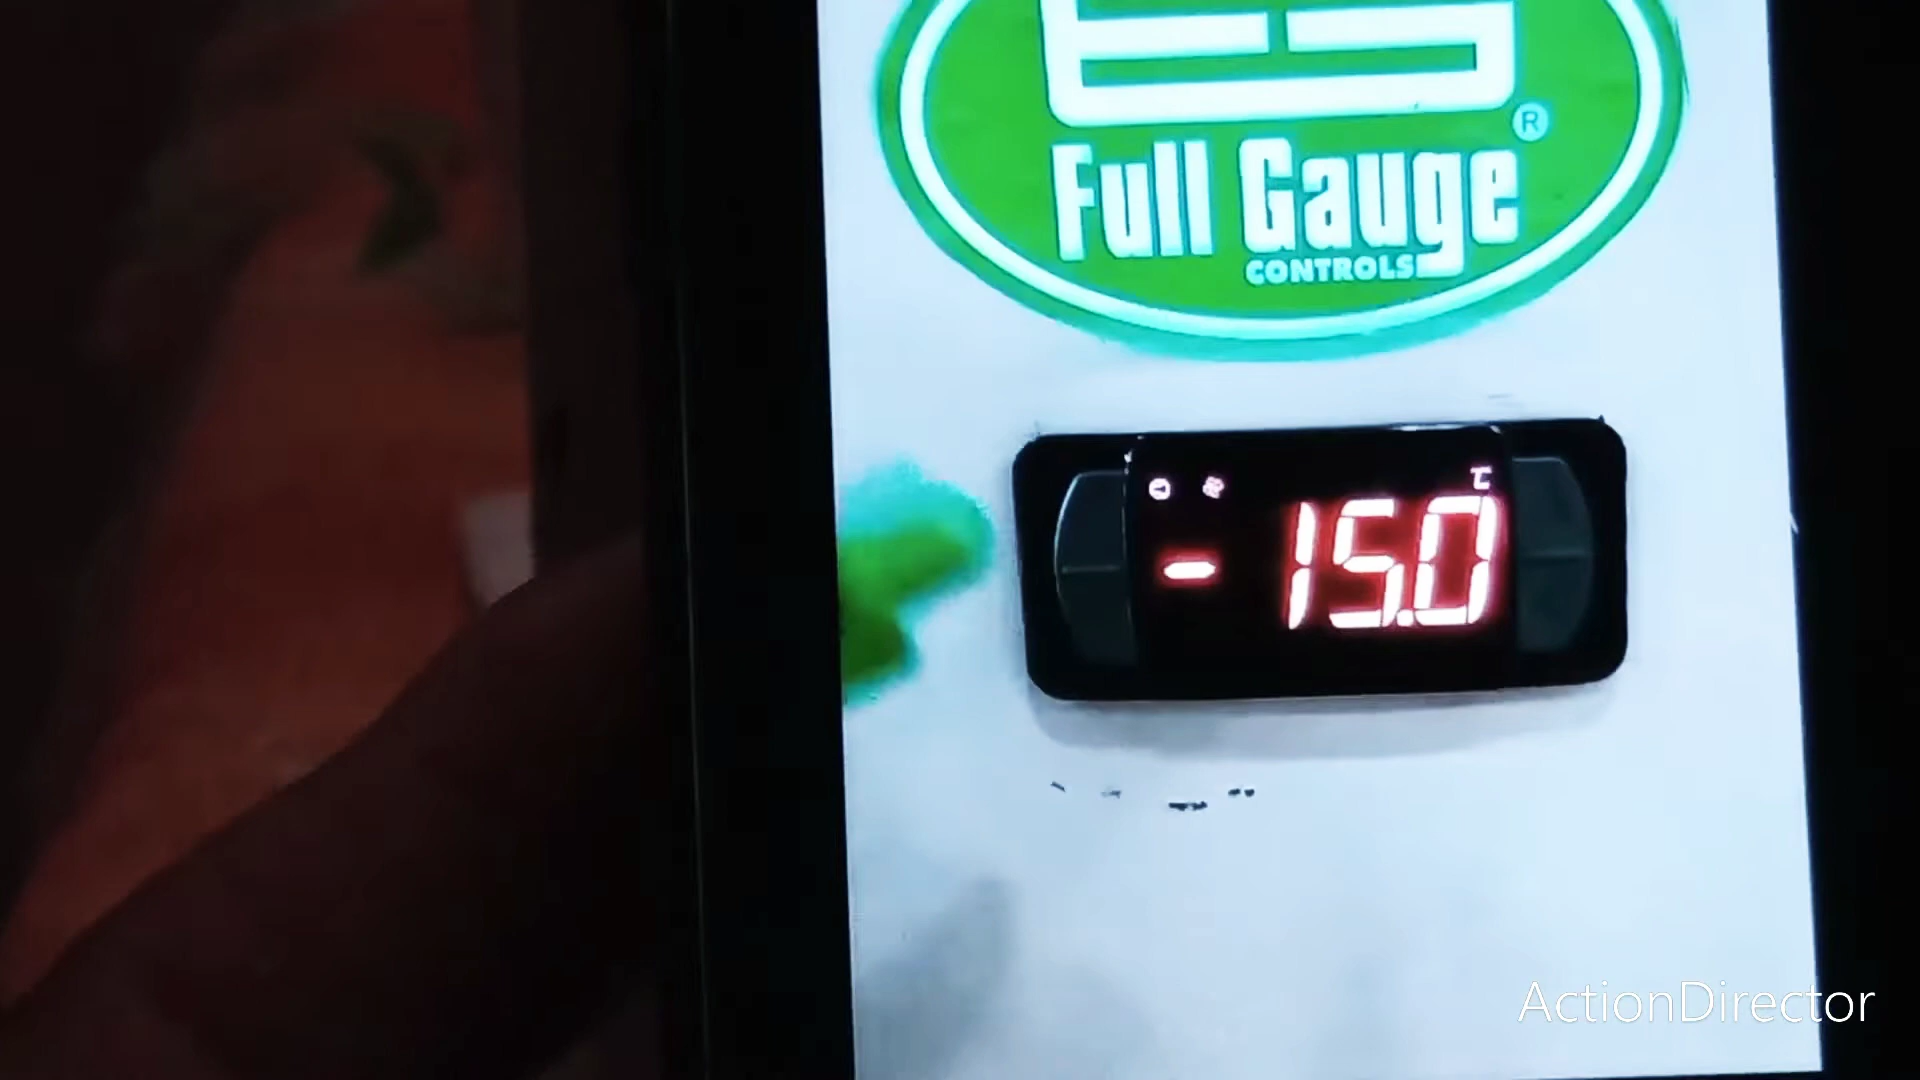 ®
Full Gauge
CONTROLS
°C
-15.0
ActionDirector